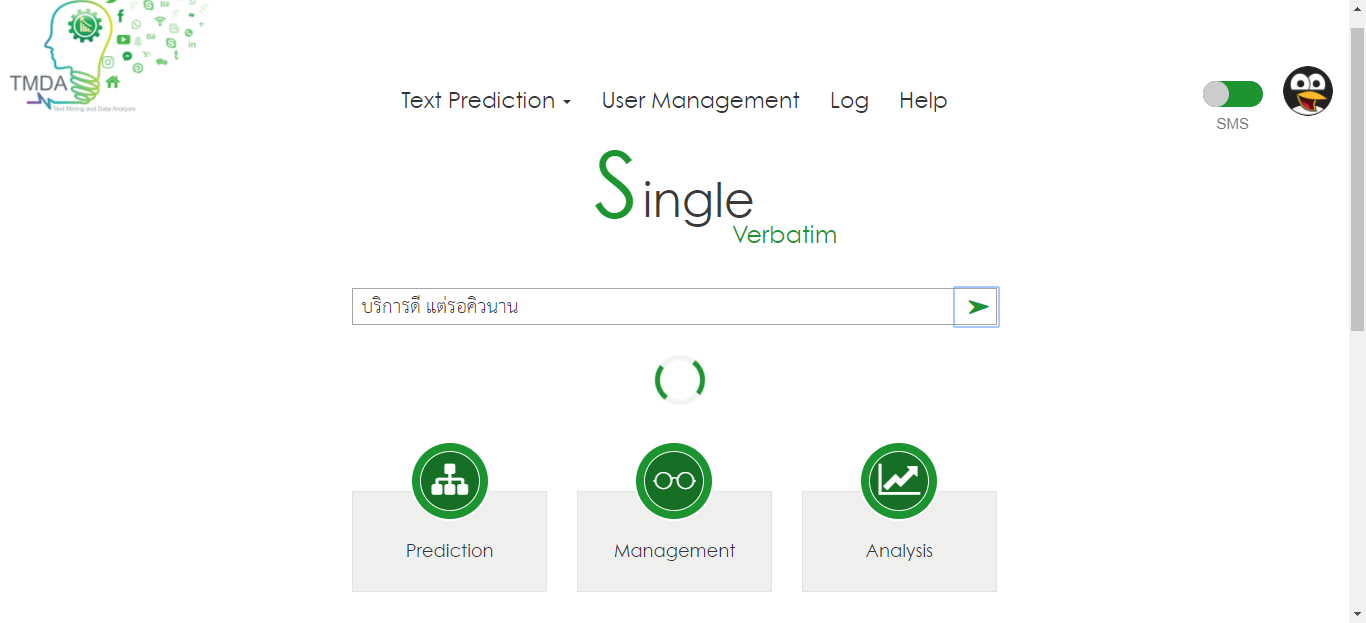 TMDA
Text Mining and Data Analysis
Text Prediction User Management Log Help
SMS
Single
Verbatim
บริการดี แต่รอคิวนาน
Prediction Management Analysis